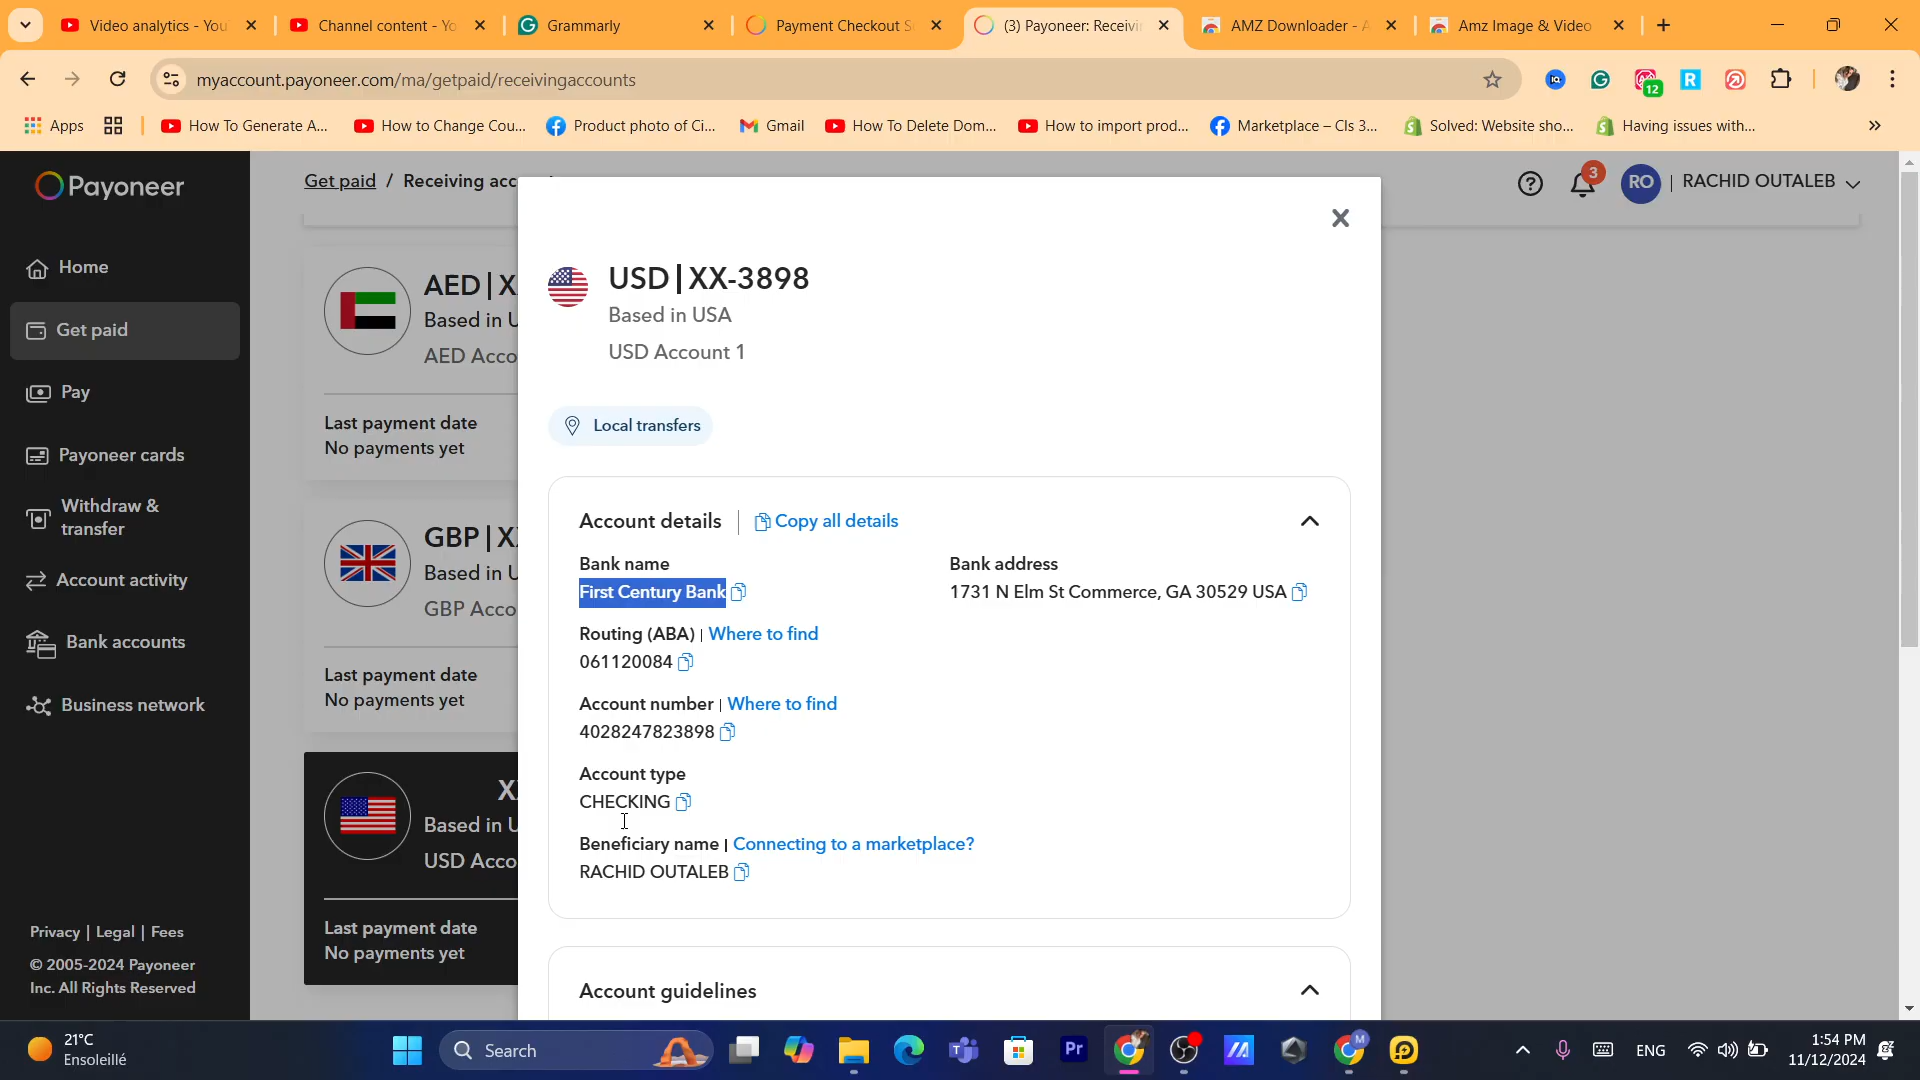 Video analytics - You
Channel content - Yo
Grammarly
Payment Checkout S
(3) Payoneer: Receivi
AMZ Downloader - A
Amz Image & Video
myaccount.payoneer.com/ma/getpaid/receivingaccounts
12
Apps
How To Generate A...
How to Change Cou...
Product photo of Ci...
Gmail
How To Delete Dom...
How to import prod...
Marketplace – Cls 3...
Solved: Website sho...
Having issues with...
Payoneer
Home
Get paid
Pay
Payoneer cards
Withdraw &
transfer
Account activity
Bank accounts
Business network
Privacy | Legal | Fees
© 2005-2024 Payoneer
Inc. All Rights Reserved
Get paid / Receiving acc
3
RO | RACHID OUTALEB
AED | X
Based in U
AED Acco
Last payment date
No payments yet
GBP | X
Based in U
GBP Acco
Last payment date
No payments yet
X
Based in U
USD Acco
Last payment date
No payments yet
USD | XX-3898
Based in USA
USD Account 1
Local transfers
Account details | Copy all details
Bank name
First Century Bank
Bank address
1731 N Elm St Commerce, GA 30529 USA
Routing (ABA) | Where to find
061120084
Account number | Where to find
4028247823898
Account type
CHECKING
Beneficiary name | Connecting to a marketplace?
RACHID OUTALEB
Account guidelines
21°C
Ensoleillé
Search
Pr
M
ENG
1:54 PM
11/12/2024